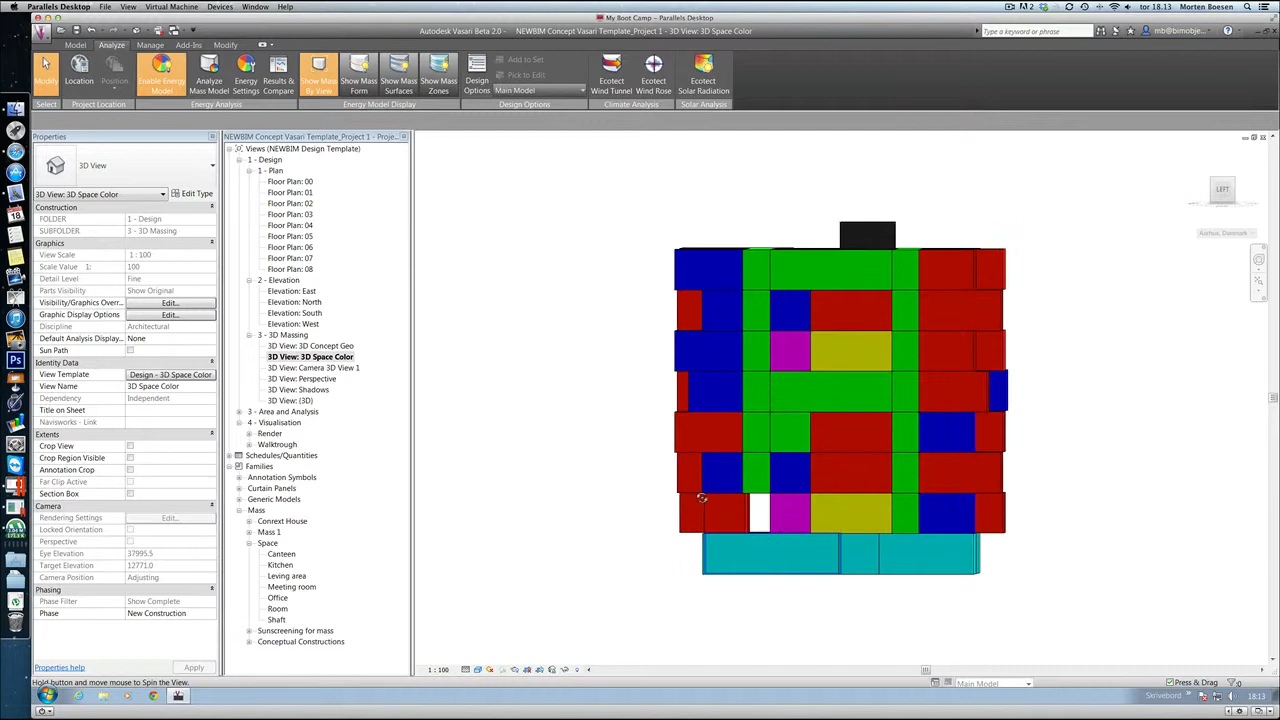 Parallels Desktop File View Virtual Machine Devices Window Help
2 tor 18.13 Morten Boesen
My Boot Camp - Parallels Desktop
Autodesk Vasari Beta 2.0 - NEWBIM Concept Vasari Template_Project 1 - 3D View: 3D Space Color
Type a keyword or phrase
mb@bimobje...
Model Analyze Manage Add-Ins Modify
Modify Location Position
Enable Energy Model Analyze Mass Model Energy Settings Results & Compare
Show Mass By View Show Mass Form Show Mass Surfaces Show Mass Zones
Design Options Add to Set
Pick to Edit
Main Model
Ecotect Wind Tunnel Ecotect Wind Rose Ecotect Solar Radiation
Select Project Location Energy Analysis Energy Model Display Design Options Climate Analysis Solar Analysis
Properties
3D View
3D View: 3D Space Color Edit Type
Construction
FOLDER 1 - Design
SUBFOLDER 3 - 3D Massing
Graphics
View Scale 1 : 100
Scale Value 1: 100
Detail Level Fine
Parts Visibility Show Original
Visibility/Graphics Overr... Edit...
Graphic Display Options Edit...
Discipline Architectural
Default Analysis Display... None
Sun Path
Identity Data
View Template Design - 3D Space Color
View Name 3D Space Color
Dependency Independent
Title on Sheet
Navisworks - Link
Extents
Crop View
Crop Region Visible
Annotation Crop
Far Clip Active
Section Box
Camera
Rendering Settings Edit...
Locked Orientation
Perspective
Eye Elevation 37995.5
Target Elevation 12771.0
Camera Position Adjusting
Phasing
Phase Filter Show Complete
Phase New Construction
Properties help Apply
NEWBIM Concept Vasari Template_Project 1 - Proje...
Views (NEWBIM Design Template)
1 - Design
1 - Plan
Floor Plan: 00
Floor Plan: 01
Floor Plan: 02
Floor Plan: 03
Floor Plan: 04
Floor Plan: 05
Floor Plan: 06
Floor Plan: 07
Floor Plan: 08
2 - Elevation
Elevation: East
Elevation: North
Elevation: South
Elevation: West
3 - 3D Massing
3D View: 3D Concept Geo
3D View: 3D Space Color
3D View: Camera 3D View 1
3D View: Perspective
3D View: Shadows
3D View: (3D)
3 - Area and Analysis
4 - Visualisation
Render
Walkthrough
Schedules/Quantities
Families
Annotation Symbols
Curtain Panels
Generic Models
Mass
Conrext House
Mass 1
Space
Canteen
Kitchen
Leving area
Meeting room
Office
Room
Shaft
Sunscreening for mass
Conceptual Constructions
LEFT
Aarhus, Danmark
1 : 100
Hold button and move mouse to Spin the View.
Main Model
Press & Drag :0
Skrivebord
18:13